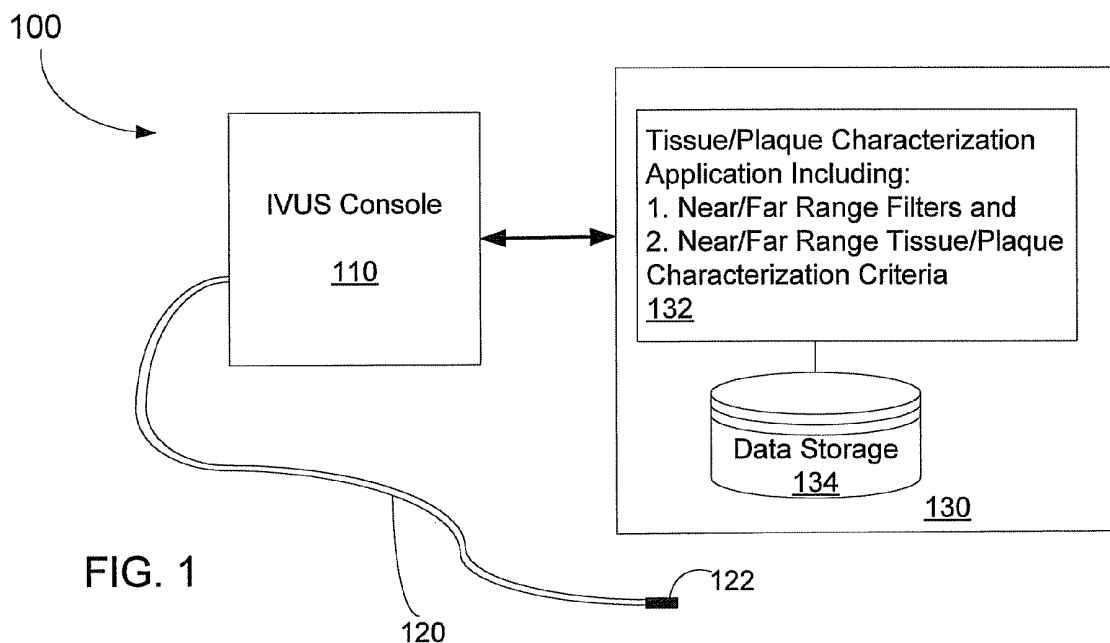 100
IVUS Console
110
Tissue/Plaque Characterization
Application Including:
1. Near/Far Range Filters and
2. Near/Far Range Tissue/Plaque
Characterization Criteria
132
Data Storage
134
130
FIG. 1
120
122